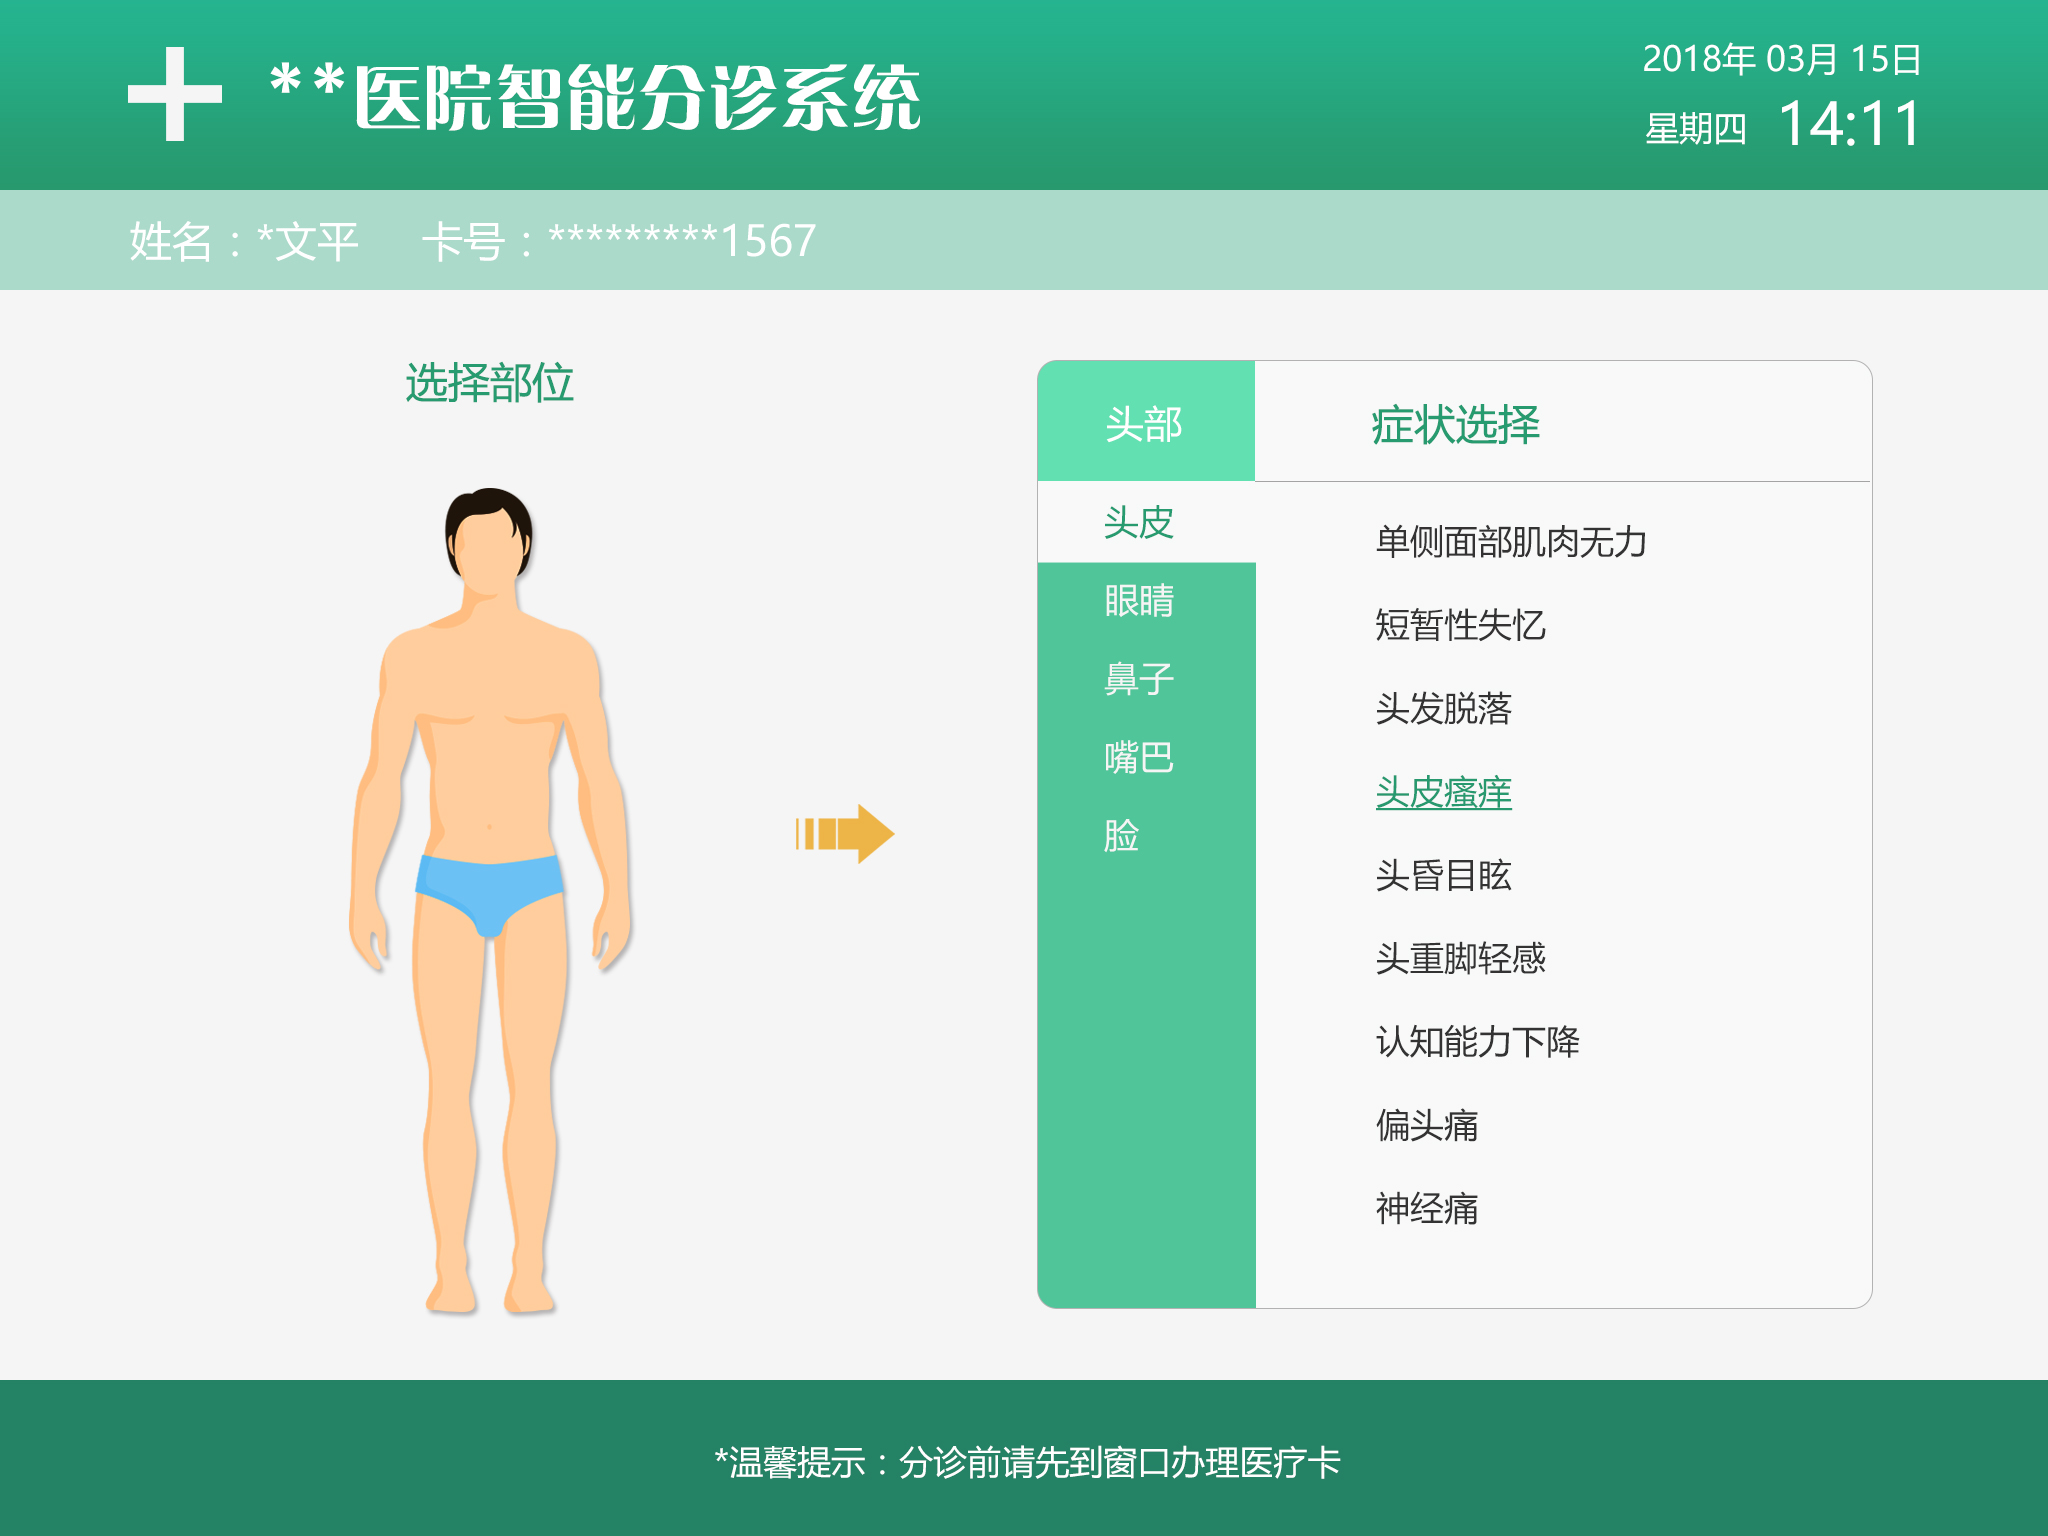 **医院智能分诊系统
2018年 03月 15日
星期四 14:11
姓名：*文平 卡号：*********1567
选择部位
头部
症状选择
头皮
眼睛
鼻子
嘴巴
脸
单侧面部肌肉无力
短暂性失忆
头发脱落
头皮瘙痒
头昏目眩
头重脚轻感
认知能力下降
偏头痛
神经痛
*温馨提示：分诊前请先到窗口办理医疗卡